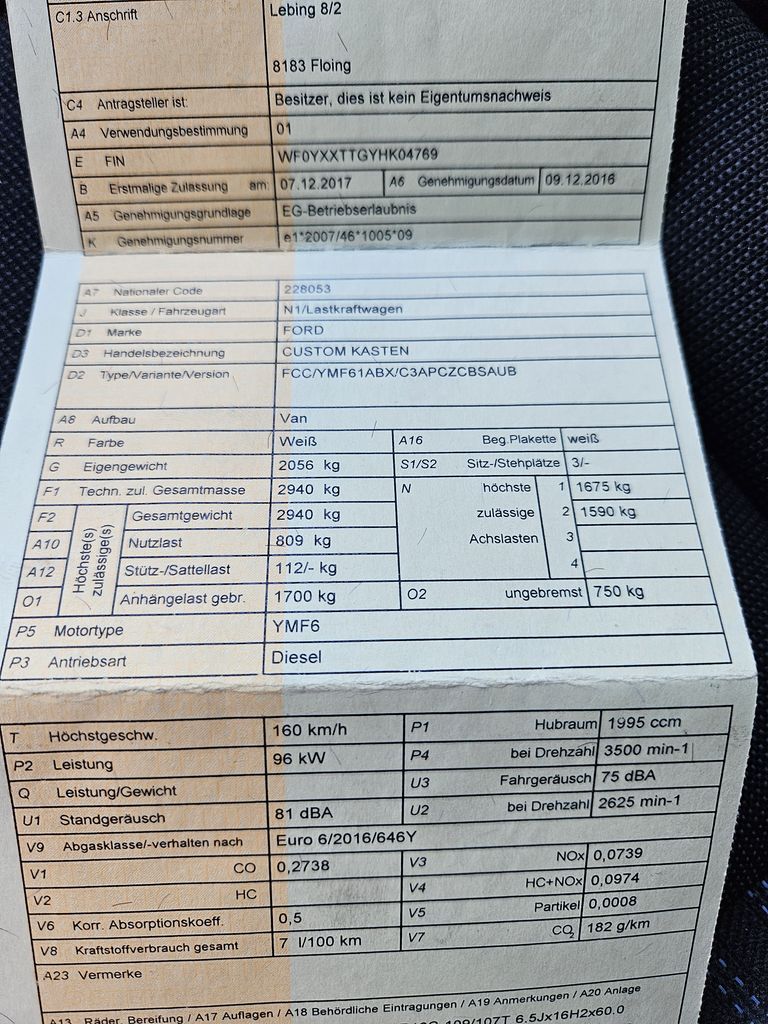 C1.3 Anschrift Lebing 8/2
8183 Floing
C4 Antragsteller ist: Besitzer, dies ist kein Eigentumsnachweis
A4 Verwendungsbestimmung 01
E FIN WF0YXXTTGYHK04769
B Erstmalige Zulassung am: 07.12.2017 A6 Genehmigungsdatum 09.12.2016
A5 Genehmigungsgrundlage EG-Betriebserlaubnis
K Genehmigungsnummer e1*2007/46*1005*09
A7 Nationaler Code 228053
J Klasse / Fahrzeugart N1/Lastkraftwagen
D1 Marke FORD
D3 Handelsbezeichnung CUSTOM KASTEN
D2 Type/Variante/Version FCC/YMF61ABX/C3APCZCBSAUB
A8 Aufbau Van
R Farbe Weiß A16 Beg.Plakette weiß
G Eigengewicht 2056 kg S1/S2 Sitz-/Stehplätze 3/-
F1 Techn. zul. Gesamtmasse 2940 kg N höchste 1 1675 kg
F2 Höchste(s) zulässige(s) Gesamtgewicht 2940 kg zulässige 2 1590 kg
A10 Nutzlast 809 kg Achslasten 3
A12 Stütz-/Sattellast 112/- kg 4
O1 Anhängelast gebr. 1700 kg O2 ungebremst 750 kg
P5 Motortype YMF6
P3 Antriebsart Diesel
T Höchstgeschw. 160 km/h P1 Hubraum 1995 ccm
P2 Leistung 96 kW P4 bei Drehzahl 3500 min-1
Q Leistung/Gewicht U3 Fahrgeräusch 75 dBA
U1 Standgeräusch 81 dBA U2 bei Drehzahl 2625 min-1
V9 Abgasklasse/-verhalten nach Euro 6/2016/646Y
V1 CO 0,2738 V3 NOx 0,0739
V2 HC V4 HC+NOx 0,0974
V6 Korr. Absorptionskoeff. 0,5 V5 Partikel 0,0008
V8 Kraftstoffverbrauch gesamt 7 l/100 km V7 CO₂ 182 g/km
A23 Vermerke
A13 Räder, Bereifung / A17 Auflagen / A18 Behördliche Eintragungen / A19 Anmerkungen / A20 Anlage
109/107T 6.5Jx16H2x60.0